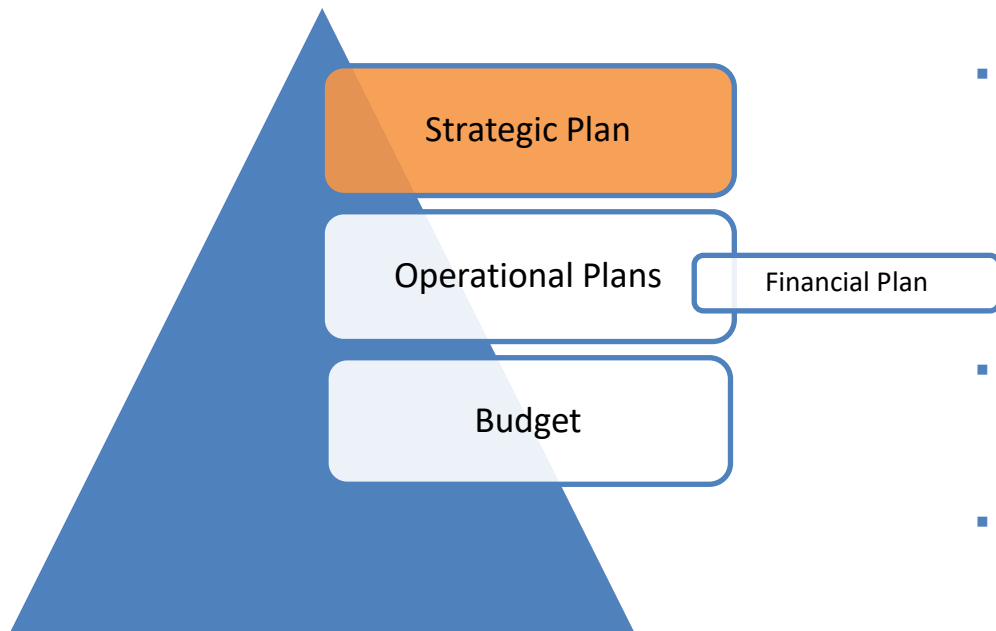 Strategic Plan
Operational Plans
Financial Plan
Budget